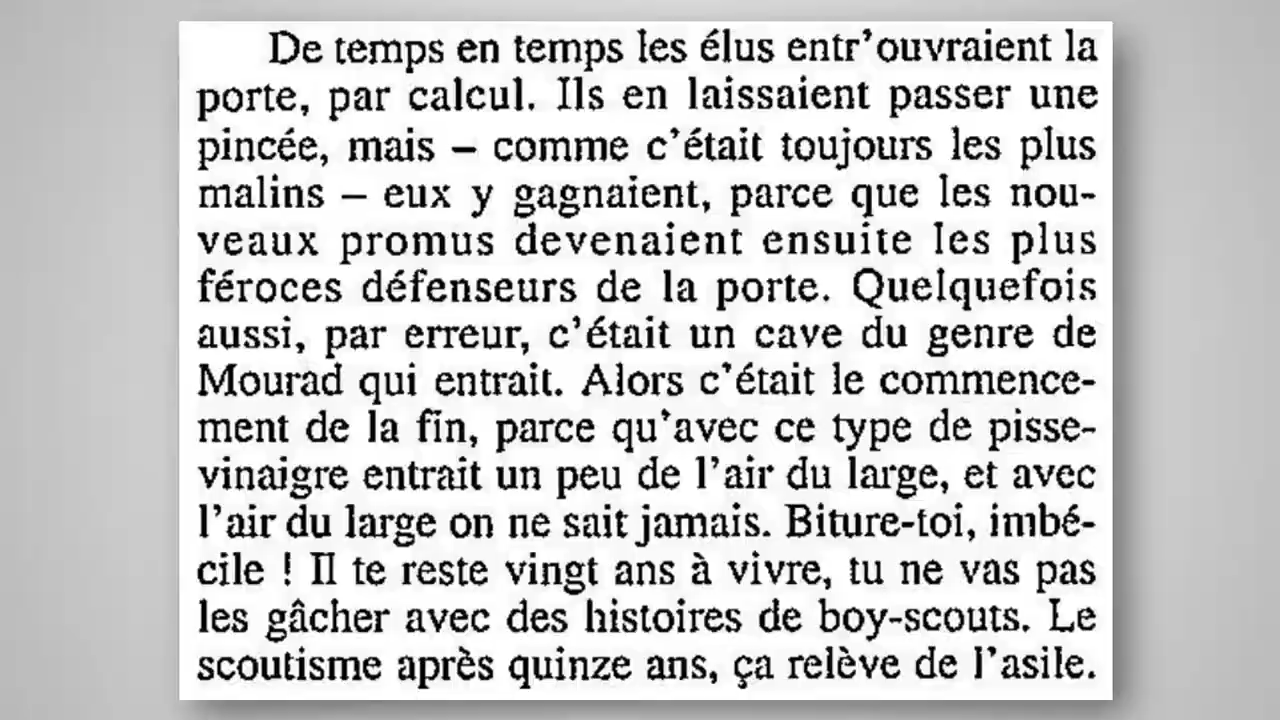 De temps en temps les élus entr'ouvraient la
porte, par calcul. Ils en laissaient passer une
pincée, mais – comme c'était toujours les plus
malins – eux y gagnaient, parce que les nou-
veaux promus devenaient ensuite les plus
féroces défenseurs de la porte. Quelquefois
aussi, par erreur, c'était un cave du genre de
Mourad qui entrait. Alors c'était le commence-
ment de la fin, parce qu'avec ce type de pisse-
vinaigre entrait un peu de l'air du large, et avec
l'air du large on ne sait jamais. Biture-toi, imbé-
cile ! Il te reste vingt ans à vivre, tu ne vas pas
les gâcher avec des histoires de boy-scouts. Le
scoutisme après quinze ans, ça relève de l'asile.